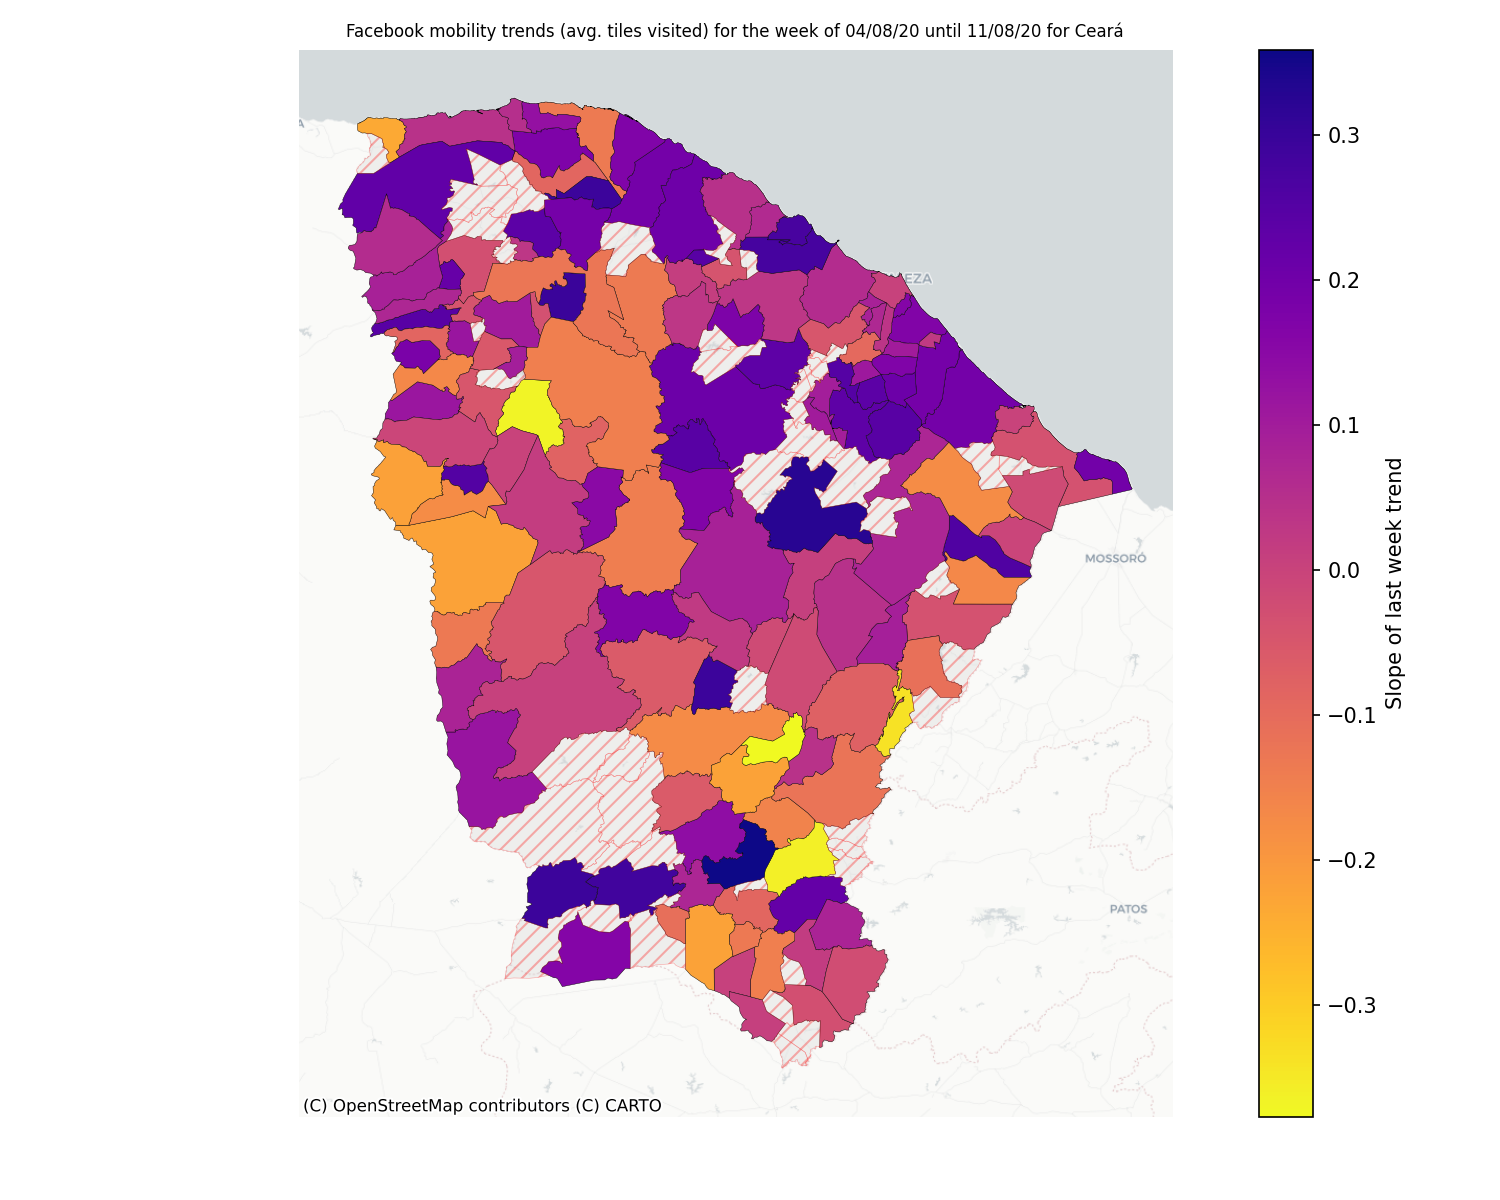 Facebook mobility trends (avg. tiles visited) for the week of 04/08/20 until 11/08/20 for Ceará
0.3
0.2
0.1
0.0
−0.1
−0.2
−0.3
Slope of last week trend
MOSSORÓ
PATOS
(C) OpenStreetMap contributors (C) CARTO